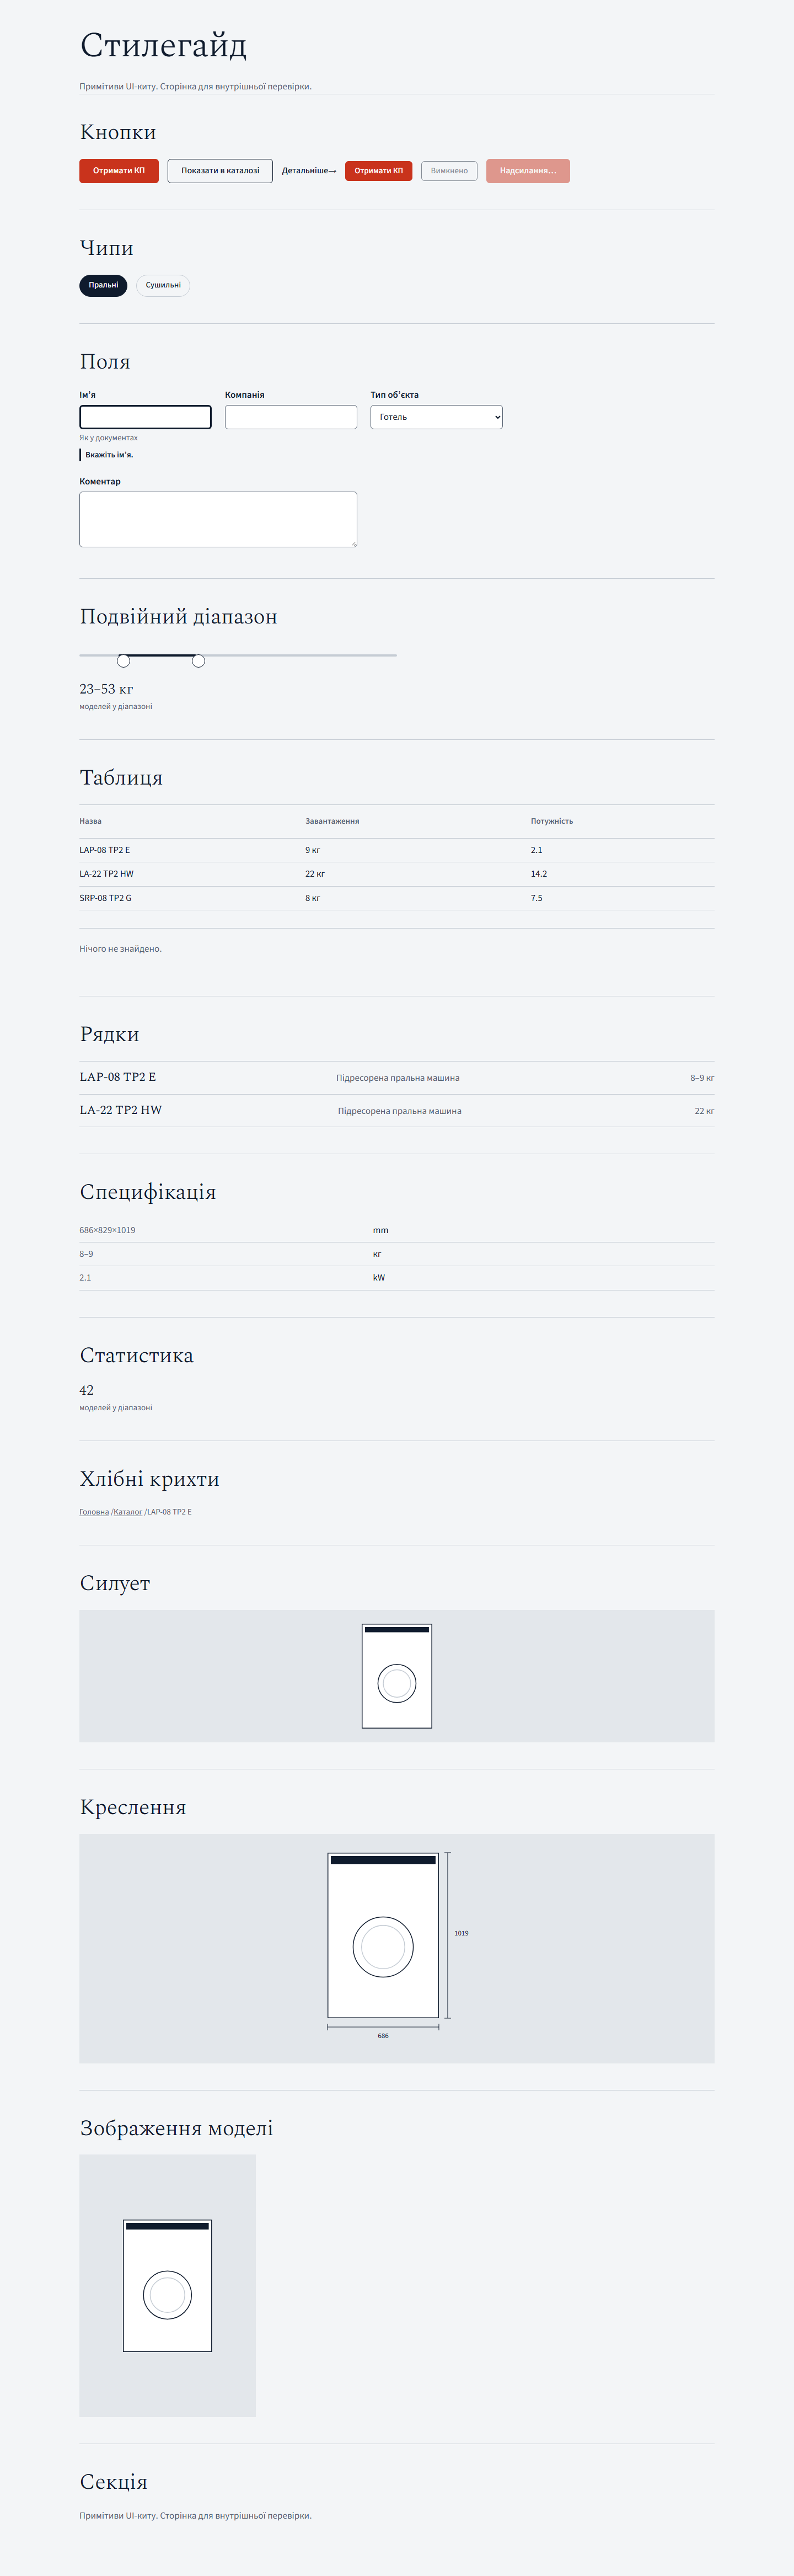 Стилегайд
Примітиви UI-киту. Сторінка для внутрішньої перевірки.
Кнопки
Отримати КП
Показати в каталозі
Детальніше→
Отримати КП
Вимкнено
Надсилання…
Чипи
Пральні
Сушильні
Поля
Ім'я
Компанія
Тип об'єкта
Готель
Як у документах
Вкажіть ім'я.
Коментар
Подвійний діапазон
23–53 кг
моделей у діапазоні
Таблиця
Назва Завантаження Потужність
LAP-08 TP2 E 9 кг 2.1
LA-22 TP2 HW 22 кг 14.2
SRP-08 TP2 G 8 кг 7.5
Нічого не знайдено.
Рядки
LAP-08 TP2 E Підресорена пральна машина 8–9 кг
LA-22 TP2 HW Підресорена пральна машина 22 кг
Специфікація
686×829×1019 mm
8–9 кг
2.1 kW
Статистика
42
моделей у діапазоні
Хлібні крихти
Головна /Каталог /LAP-08 TP2 E
Силует
Креслення
1019
686
Зображення моделі
Секція
Примітиви UI-киту. Сторінка для внутрішньої перевірки.